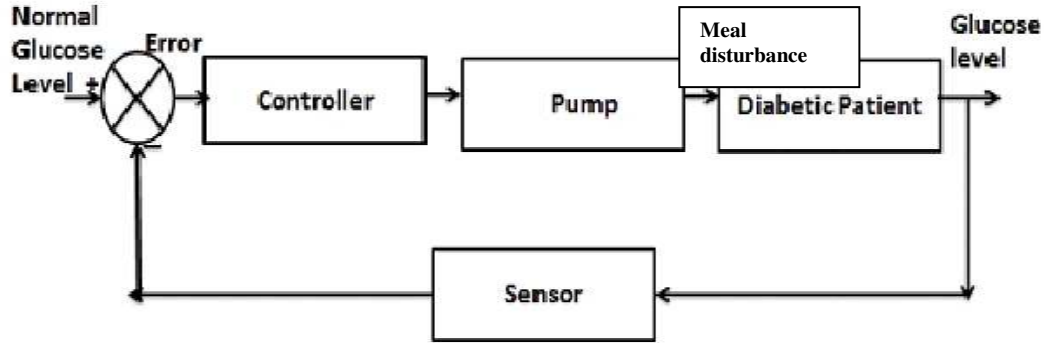 Normal
Glucose
Level +
Error
−
Controller
Pump
Meal
disturbance
Diabetic Patient
Glucose
level
Sensor